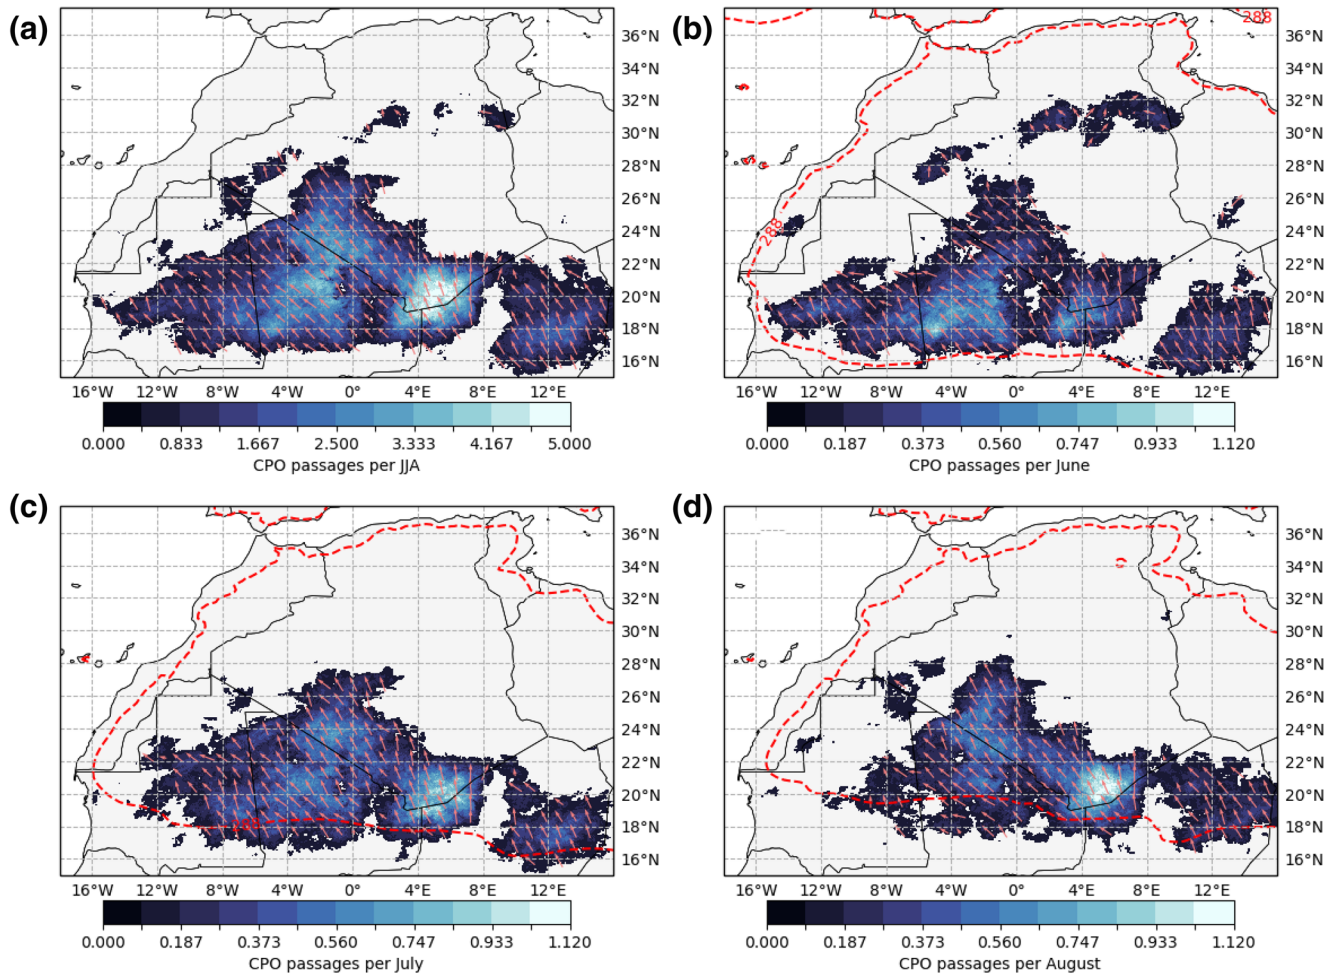 (a)
36°N
34°N
32°N
30°N
28°N
26°N
24°N
22°N
20°N
18°N
16°N
16°W 12°W 8°W 4°W 0° 4°E 8°E 12°E
0.000 0.833 1.667 2.500 3.333 4.167 5.000
CPO passages per JJA
(b)
288
288
36°N
34°N
32°N
30°N
28°N
26°N
24°N
22°N
20°N
18°N
16°N
16°W 12°W 8°W 4°W 0° 4°E 8°E 12°E
0.000 0.187 0.373 0.560 0.747 0.933 1.120
CPO passages per June
(c)
36°N
34°N
32°N
30°N
28°N
26°N
24°N
22°N
20°N
18°N
16°N
288
16°W 12°W 8°W 4°W 0° 4°E 8°E 12°E
0.000 0.187 0.373 0.560 0.747 0.933 1.120
CPO passages per July
(d)
36°N
34°N
32°N
30°N
28°N
26°N
24°N
22°N
20°N
18°N
16°N
16°W 12°W 8°W 4°W 0° 4°E 8°E 12°E
0.000 0.187 0.373 0.560 0.747 0.933 1.120
CPO passages per August